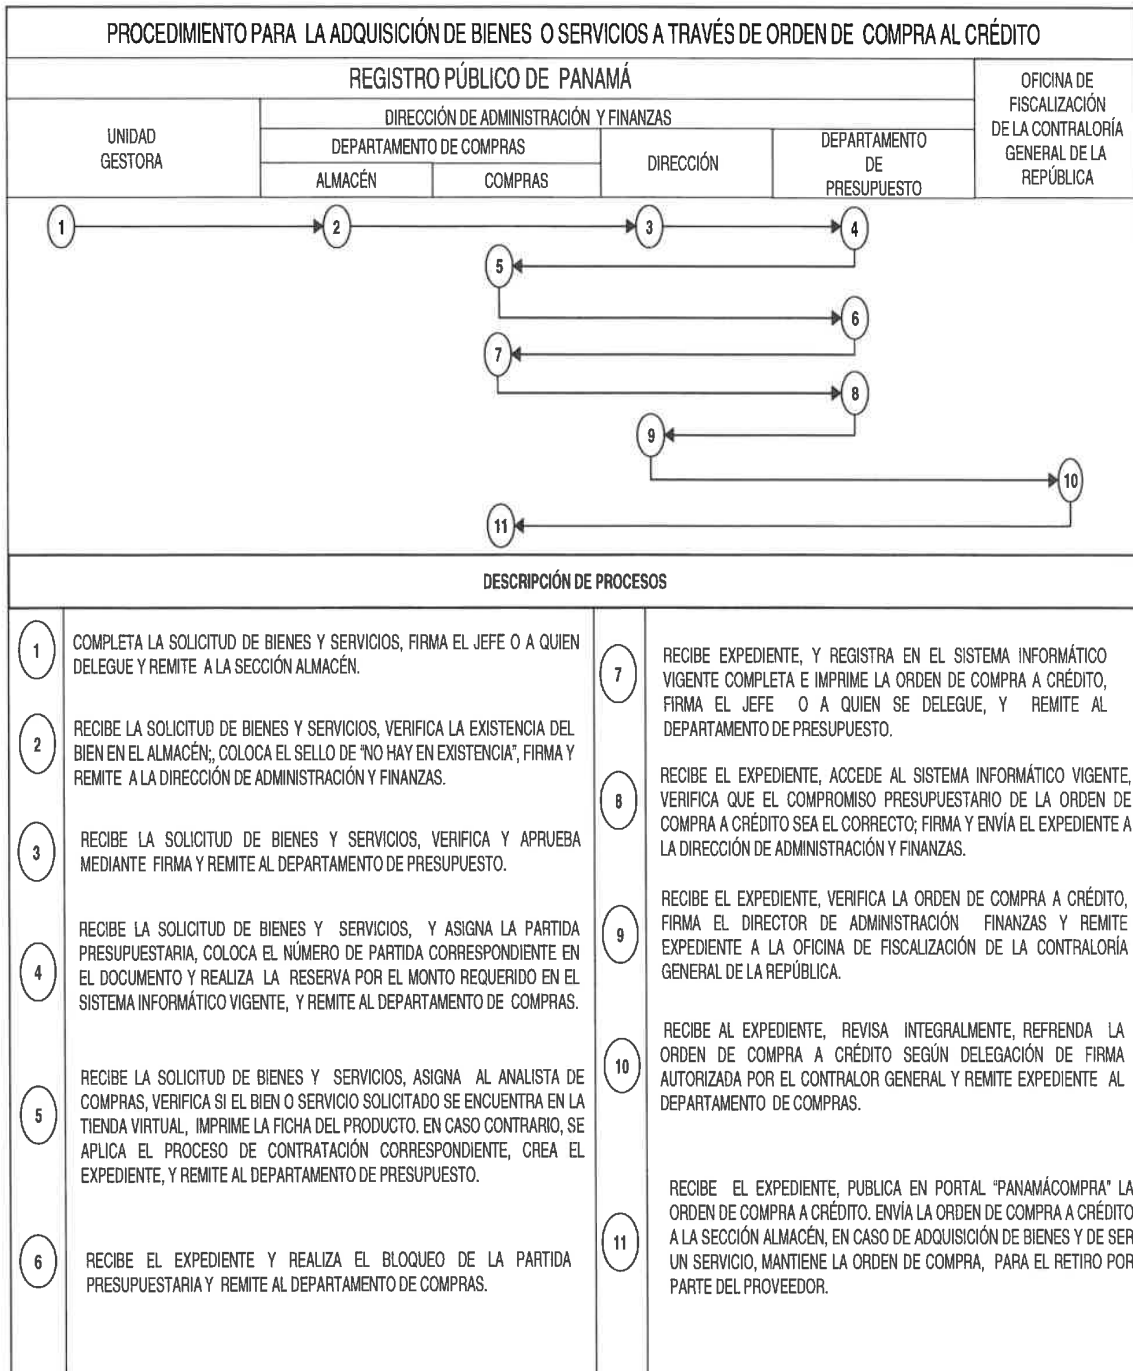 PROCEDIMIENTO PARA LA ADQUISICIÓN DE BIENES O SERVICIOS A TRAVÉS DE ORDEN DE COMPRA AL CRÉDITO
REGISTRO PÚBLICO DE PANAMÁ
OFICINA DE
FISCALIZACIÓN
DE LA CONTRALORÍA
GENERAL DE LA
REPÚBLICA
UNIDAD
GESTORA
DIRECCIÓN DE ADMINISTRACIÓN Y FINANZAS
DEPARTAMENTO DE COMPRAS
ALMACÉN
COMPRAS
DIRECCIÓN
DEPARTAMENTO
DE
PRESUPUESTO
1
2
3
4
5
6
7
8
9
10
11
DESCRIPCIÓN DE PROCESOS
1
COMPLETA LA SOLICITUD DE BIENES Y SERVICIOS, FIRMA EL JEFE O A QUIEN
DELEGUE Y REMITE A LA SECCIÓN ALMACÉN.
2
RECIBE LA SOLICITUD DE BIENES Y SERVICIOS, VERIFICA LA EXISTENCIA DEL
BIEN EN EL ALMACÉN;, COLOCA EL SELLO DE "NO HAY EN EXISTENCIA", FIRMA Y
REMITE A LA DIRECCIÓN DE ADMINISTRACIÓN Y FINANZAS.
3
RECIBE LA SOLICITUD DE BIENES Y SERVICIOS, VERIFICA Y APRUEBA
MEDIANTE FIRMA Y REMITE AL DEPARTAMENTO DE PRESUPUESTO.
4
RECIBE LA SOLICITUD DE BIENES Y SERVICIOS, Y ASIGNA LA PARTIDA
PRESUPUESTARIA, COLOCA EL NÚMERO DE PARTIDA CORRESPONDIENTE EN
EL DOCUMENTO Y REALIZA LA RESERVA POR EL MONTO REQUERIDO EN EL
SISTEMA INFORMÁTICO VIGENTE, Y REMITE AL DEPARTAMENTO DE COMPRAS.
5
RECIBE LA SOLICITUD DE BIENES Y SERVICIOS, ASIGNA AL ANALISTA DE
COMPRAS, VERIFICA SI EL BIEN O SERVICIO SOLICITADO SE ENCUENTRA EN LA
TIENDA VIRTUAL, IMPRIME LA FICHA DEL PRODUCTO. EN CASO CONTRARIO, SE
APLICA EL PROCESO DE CONTRATACIÓN CORRESPONDIENTE, CREA EL
EXPEDIENTE, Y REMITE AL DEPARTAMENTO DE PRESUPUESTO.
6
RECIBE EL EXPEDIENTE Y REALIZA EL BLOQUEO DE LA PARTIDA
PRESUPUESTARIA Y REMITE AL DEPARTAMENTO DE COMPRAS.
7
RECIBE EXPEDIENTE, Y REGISTRA EN EL SISTEMA INFORMÁTICO
VIGENTE COMPLETA E IMPRIME LA ORDEN DE COMPRA A CRÉDITO,
FIRMA EL JEFE O A QUIEN SE DELEGUE, Y REMITE AL
DEPARTAMENTO DE PRESUPUESTO.
8
RECIBE EL EXPEDIENTE, ACCEDE AL SISTEMA INFORMÁTICO VIGENTE,
VERIFICA QUE EL COMPROMISO PRESUPUESTARIO DE LA ORDEN DE
COMPRA A CRÉDITO SEA EL CORRECTO; FIRMA Y ENVÍA EL EXPEDIENTE A
LA DIRECCIÓN DE ADMINISTRACIÓN Y FINANZAS.
9
RECIBE EL EXPEDIENTE, VERIFICA LA ORDEN DE COMPRA A CRÉDITO,
FIRMA EL DIRECTOR DE ADMINISTRACIÓN FINANZAS Y REMITE
EXPEDIENTE A LA OFICINA DE FISCALIZACIÓN DE LA CONTRALORÍA
GENERAL DE LA REPÚBLICA.
10
RECIBE AL EXPEDIENTE, REVISA INTEGRALMENTE, REFRENDA LA
ORDEN DE COMPRA A CRÉDITO SEGÚN DELEGACIÓN DE FIRMA
AUTORIZADA POR EL CONTRALOR GENERAL Y REMITE EXPEDIENTE AL
DEPARTAMENTO DE COMPRAS.
11
RECIBE EL EXPEDIENTE, PUBLICA EN PORTAL "PANAMÁCOMPRA" LA
ORDEN DE COMPRA A CRÉDITO. ENVÍA LA ORDEN DE COMPRA A CRÉDITO
A LA SECCIÓN ALMACÉN, EN CASO DE ADQUISICIÓN DE BIENES Y DE SER
UN SERVICIO, MANTIENE LA ORDEN DE COMPRA, PARA EL RETIRO POR
PARTE DEL PROVEEDOR.